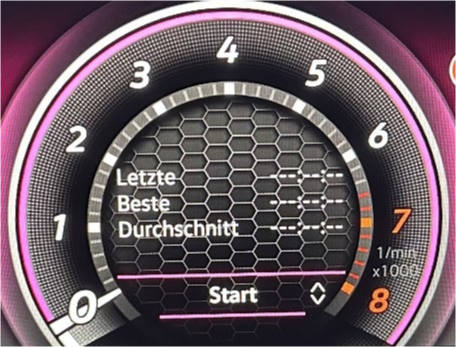 4
3
5
2
6
Letzte --:--:--
Beste --:--:--
Durchschnitt --:--:--
1
7
1/min
x1000
Start
0
8